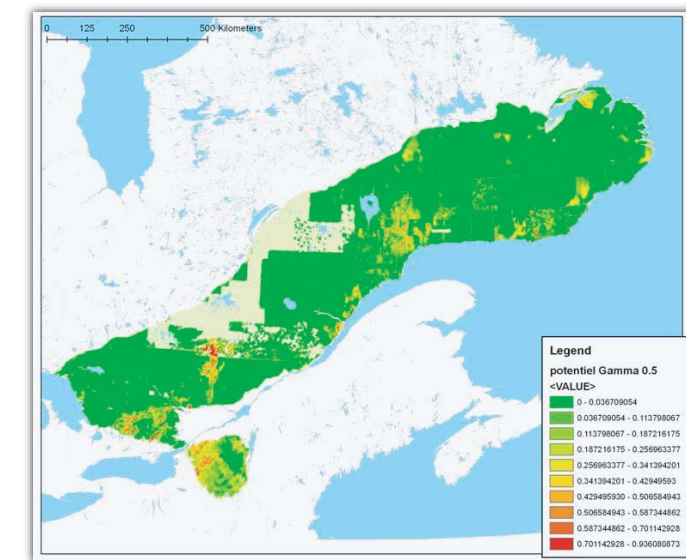 0 125 250 500 Kilometers
Legend
potentiel Gamma 0.5
<VALUE>
0 - 0.036709054
0.036709054 - 0.113798067
0.113798067 - 0.187216175
0.187216175 - 0.256963377
0.256963377 - 0.341394201
0.341394201 - 0.42949593
0.429495930 - 0.506584943
0.506584943 - 0.587344862
0.587344862 - 0.701142928
0.701142928 - 0.936080873